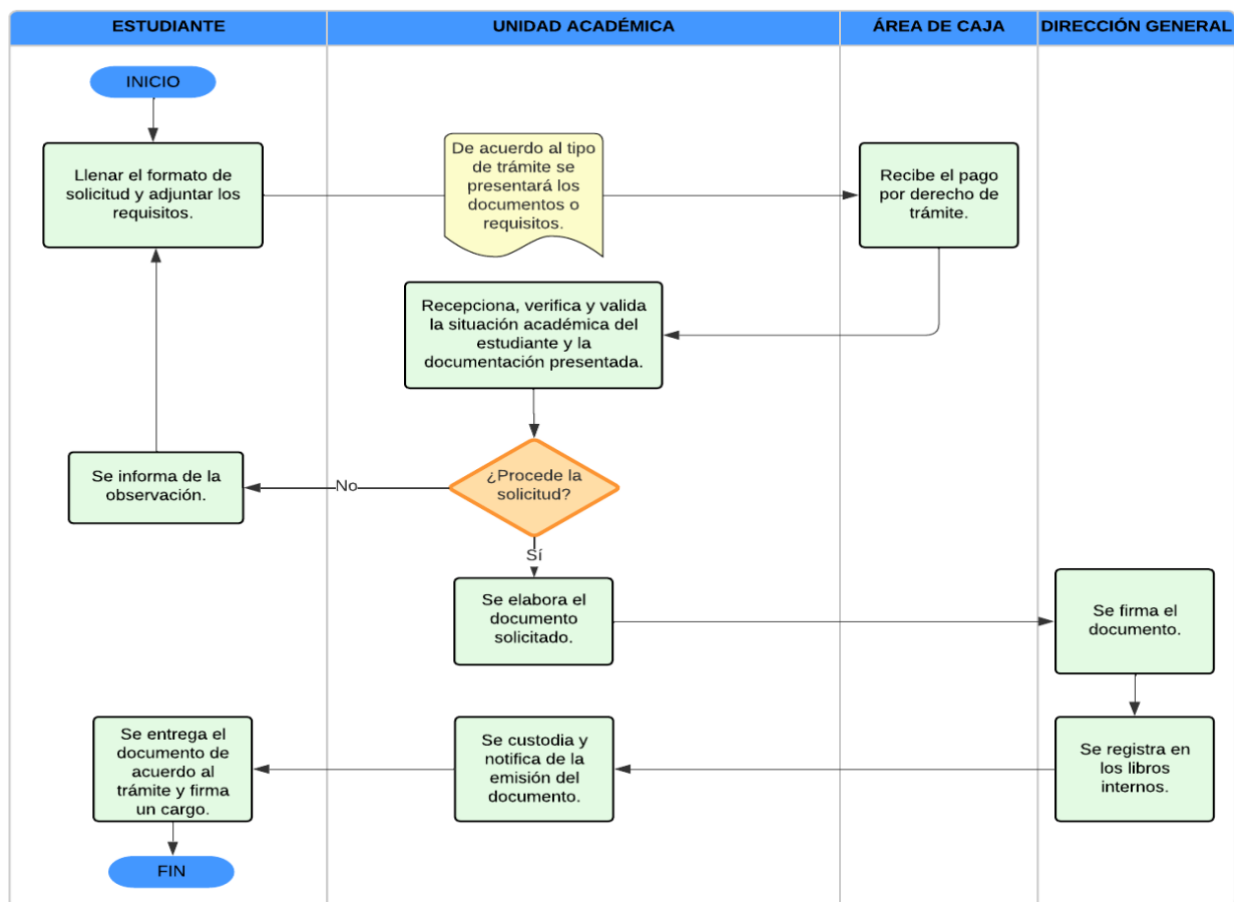 ESTUDIANTE
UNIDAD ACADÉMICA
ÁREA DE CAJA
DIRECCIÓN GENERAL
INICIO
Llenar el formato de
solicitud y adjuntar los
requisitos.
De acuerdo al tipo
de trámite se
presentará los
documentos o
requisitos.
Recibe el pago
por derecho de
trámite.
Recepciona, verifica y valida
la situación académica del
estudiante y la
documentación presentada.
¿Procede la
solicitud?
No
Se informa de la
observación.
Sí
Se elabora el
documento
solicitado.
Se firma el
documento.
Se registra en
los libros
internos.
Se custodia y
notifica de la
emisión del
documento.
Se entrega el
documento de
acuerdo al
trámite y firma
un cargo.
FIN